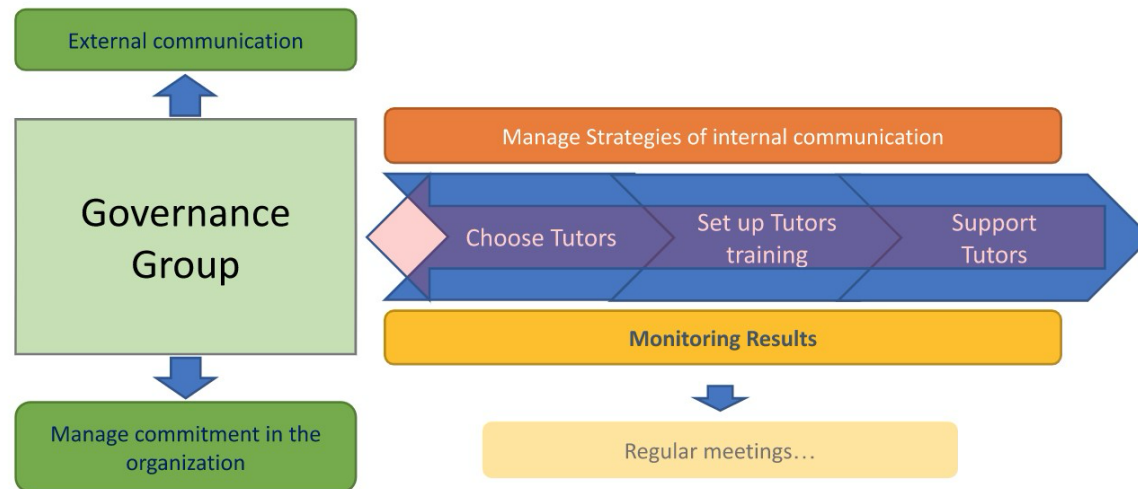 External communication
Governance
Group
Manage commitment in the
organization
Manage Strategies of internal communication
Choose Tutors
Set up Tutors
training
Support
Tutors
Monitoring Results
Regular meetings…